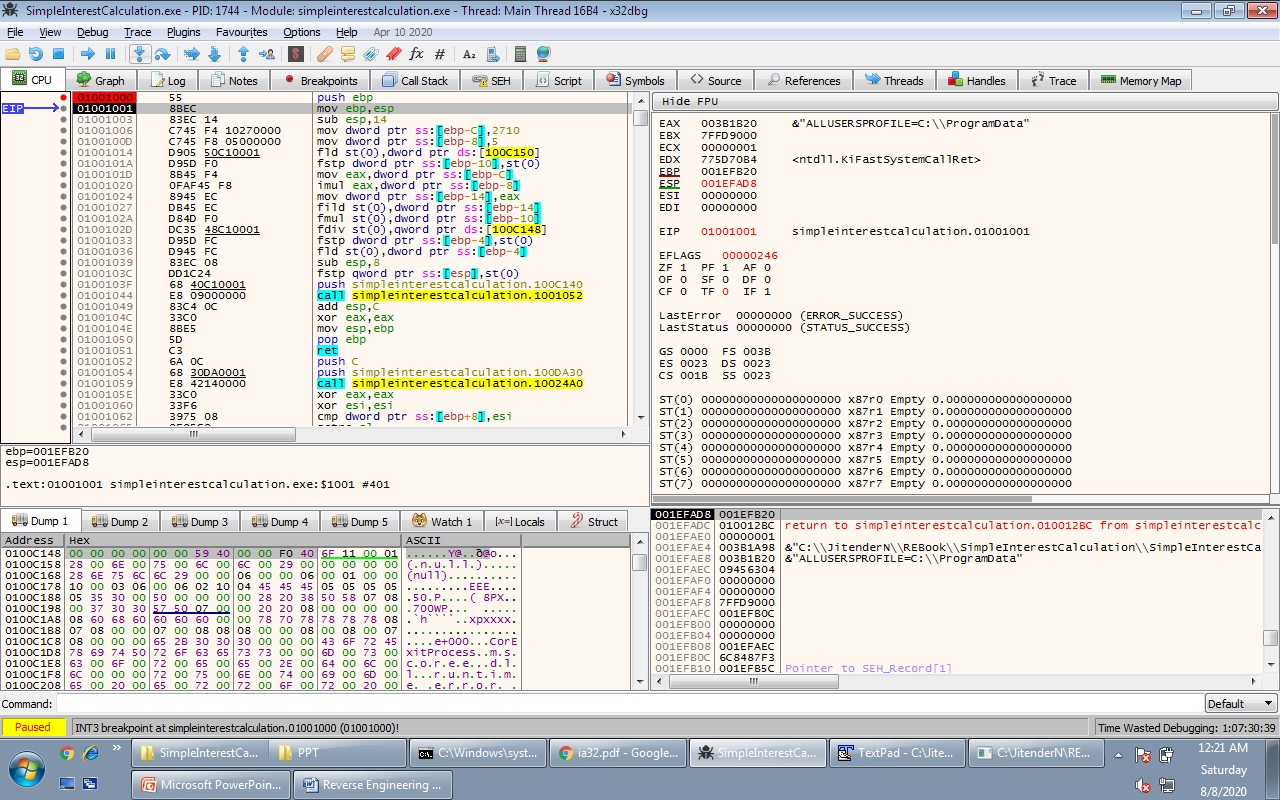 SimpleInterestCalculation.exe - PID: 1744 - Module: simpleinterestcalculation.exe - Thread: Main Thread 16B4 - x32dbg
File View Debug Trace Plugins Favourites Options Help Apr 10 2020
CPU Graph Log Notes Breakpoints Call Stack SEH Script Symbols Source References Threads Handles Trace Memory Map
EIP
01001000 55 push ebp
01001001 8BEC mov ebp,esp
01001003 83EC 14 sub esp,14
01001006 C745 F4 10270000 mov dword ptr ss:[ebp-C],2710
0100100D C745 F8 05000000 mov dword ptr ss:[ebp-8],5
01001014 D905 50C10001 fld st(0),dword ptr ds:[100C150]
0100101A D95D F0 fstp dword ptr ss:[ebp-10],st(0)
0100101D 8B45 F4 mov eax,dword ptr ss:[ebp-C]
01001020 0FAF45 F8 imul eax,dword ptr ss:[ebp-8]
01001024 8945 EC mov dword ptr ss:[ebp-14],eax
01001027 DB45 EC fild st(0),dword ptr ss:[ebp-14]
0100102A D84D F0 fmul st(0),dword ptr ss:[ebp-10]
0100102D DC35 48C10001 fdiv st(0),qword ptr ds:[100C148]
01001033 D95D FC fstp dword ptr ss:[ebp-4],st(0)
01001036 D945 FC fld st(0),dword ptr ss:[ebp-4]
01001039 83EC 08 sub esp,8
0100103C DD1C24 fstp qword ptr ss:[esp],st(0)
0100103F 68 40C10001 push simpleinterestcalculation.100C140
01001044 E8 09000000 call simpleinterestcalculation.1001052
01001049 83C4 0C add esp,C
0100104C 33C0 xor eax,eax
0100104E 8BE5 mov esp,ebp
01001050 5D pop ebp
01001051 C3 ret
01001052 6A 0C push C
01001054 68 30DA0001 push simpleinterestcalculation.100DA30
01001059 E8 42140000 call simpleinterestcalculation.10024A0
0100105E 33C0 xor eax,eax
01001060 33F6 xor esi,esi
01001062 3975 08 cmp dword ptr ss:[ebp+8],esi
Hide FPU
EAX 003B1B20 &"ALLUSERSPROFILE=C:\\ProgramData"
EBX 7FFD9000
ECX 00000001
EDX 775D70B4 <ntdll.KiFastSystemCallRet>
EBP 001EFB20
ESP 001EFAD8
ESI 00000000
EDI 00000000
EIP 01001001 simpleinterestcalculation.01001001
EFLAGS 00000246
ZF 1 PF 1 AF 0
OF 0 SF 0 DF 0
CF 0 TF 0 IF 1
LastError 00000000 (ERROR_SUCCESS)
LastStatus 00000000 (STATUS_SUCCESS)
GS 0000 FS 003B
ES 0023 DS 0023
CS 001B SS 0023
ST(0) 00000000000000000000 x87r0 Empty 0.000000000000000000
ST(1) 00000000000000000000 x87r1 Empty 0.000000000000000000
ST(2) 00000000000000000000 x87r2 Empty 0.000000000000000000
ST(3) 00000000000000000000 x87r3 Empty 0.000000000000000000
ST(4) 00000000000000000000 x87r4 Empty 0.000000000000000000
ST(5) 00000000000000000000 x87r5 Empty 0.000000000000000000
ST(6) 00000000000000000000 x87r6 Empty 0.000000000000000000
ST(7) 00000000000000000000 x87r7 Empty 0.000000000000000000
ebp=001EFB20
esp=001EFAD8
.text:01001001 simpleinterestcalculation.exe:$1001 #401
Dump 1 Dump 2 Dump 3 Dump 4 Dump 5 Watch 1 Locals Struct
Address Hex ASCII
0100C148 00 00 00 00 00 00 59 40 00 00 F0 40 6F 11 00 01 ......Y@..ð@o...
0100C158 28 00 6E 00 75 00 6C 00 6C 00 29 00 00 00 00 00 (.n.u.l.l.).....
0100C168 28 6E 75 6C 6C 29 00 00 06 00 00 06 00 01 00 00 (null)..........
0100C178 10 00 03 06 00 06 02 10 04 45 45 45 05 05 05 05 .........EEE....
0100C188 05 35 30 00 50 00 00 00 00 28 20 38 50 58 07 08 .50.P....( 8PX..
0100C198 00 37 30 30 57 50 07 00 00 20 20 08 00 00 00 00 .700WP...  .....
0100C1A8 08 60 68 60 60 60 60 00 00 78 70 78 78 78 78 08 .`h````..xpxxxx.
0100C1B8 07 08 00 00 07 00 08 08 08 00 00 08 00 08 00 07 ................
0100C1C8 08 00 00 00 65 2B 30 30 30 00 00 00 43 6F 72 45 ....e+000...CorE
0100C1D8 78 69 74 50 72 6F 63 65 73 73 00 00 6D 00 73 00 xitProcess..m.s.
0100C1E8 63 00 6F 00 72 00 65 00 65 00 2E 00 64 00 6C 00 c.o.r.e.e...d.l.
0100C1F8 6C 00 00 00 72 00 75 00 6E 00 74 00 69 00 6D 00 l...r.u.n.t.i.m.
0100C208 65 00 20 00 65 00 72 00 72 00 6F 00 72 00 20 00 e. .e.r.r.o.r. .
001EFAD8 001EFB20
001EFADC 010012BC return to simpleinterestcalculation.010012BC from simpleinterestcalc
001EFAE0 00000001
001EFAE4 003B1A98 &"C:\\JitenderN\\REBook\\SimpleInterestCalculation\\SimpleInterestCa
001EFAE8 003B1B20 &"ALLUSERSPROFILE=C:\\ProgramData"
001EFAEC 09456B04
001EFAF0 00000000
001EFAF4 00000000
001EFAF8 7FFD9000
001EFAFC 001EFB0C
001EFB00 00000000
001EFB04 00000000
001EFB08 001EFAEC
001EFB0C 6C8487F3
001EFB10 001EFB5C Pointer to SEH_Record[1]
Command: Default
Paused INT3 breakpoint at simpleinterestcalculation.01001000 (01001000)! Time Wasted Debugging: 1:07:30:39
SimpleInterestCa... PPT C:\Windows\syst... ia32.pdf - Google... SimpleInterestCa... TextPad - C:\Jite... C:\JitenderN\RE... 12:21 AM
Saturday
Microsoft PowerPoin... Reverse Engineering ... 8/8/2020